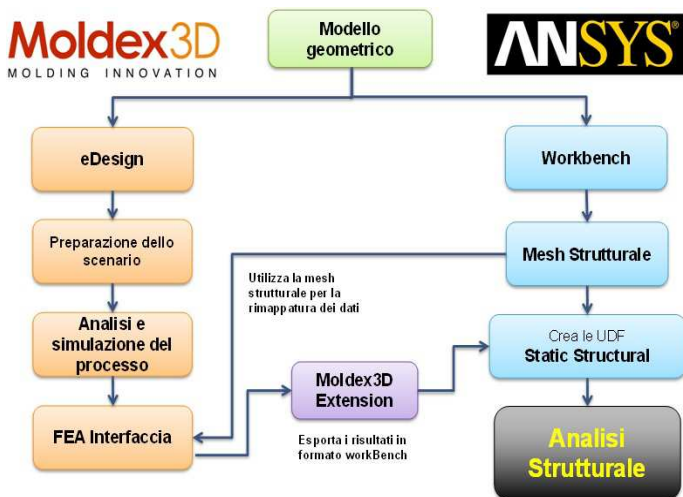 Moldex3D
MOLDING INNOVATION
Modello
geometrico
ANSYS®
eDesign
Workbench
Preparazione dello
scenario
Mesh Strutturale
Utilizza la mesh
strutturale per la
rimappatura dei dati
Analisi e
simulazione del
processo
Crea le UDF
Static Structural
Moldex3D
Extension
FEA Interfaccia
Esporta i risultati in
formato workBench
Analisi
Strutturale